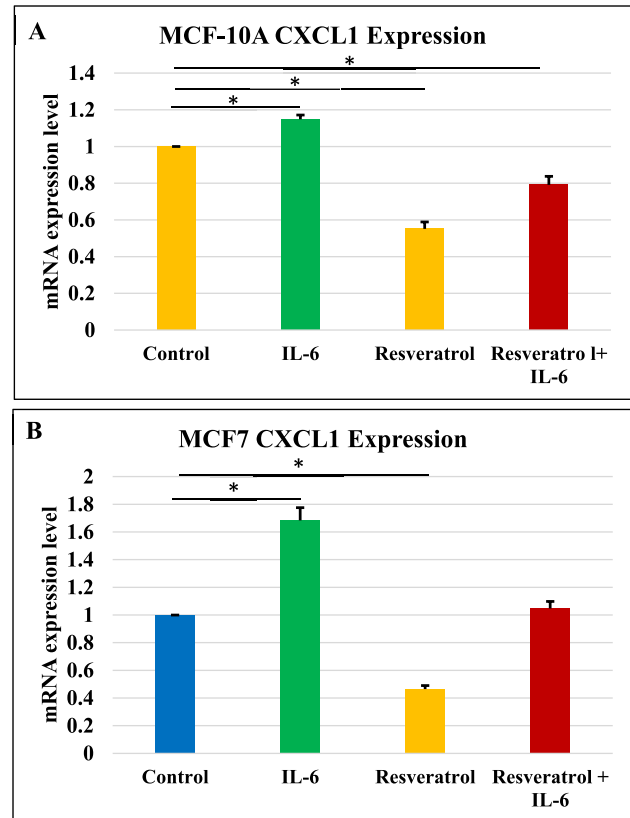 A
MCF-10A CXCL1 Expression
*
*
*
mRNA expression level
1.4
1.2
1
0.8
0.6
0.4
0.2
0
Control
IL-6
Resveratrol
Resveratro l+
IL-6
B
MCF7 CXCL1 Expression
*
*
mRNA expression level
2
1.8
1.6
1.4
1.2
1
0.8
0.6
0.4
0.2
0
Control
IL-6
Resveratrol
Resveratrol +
IL-6